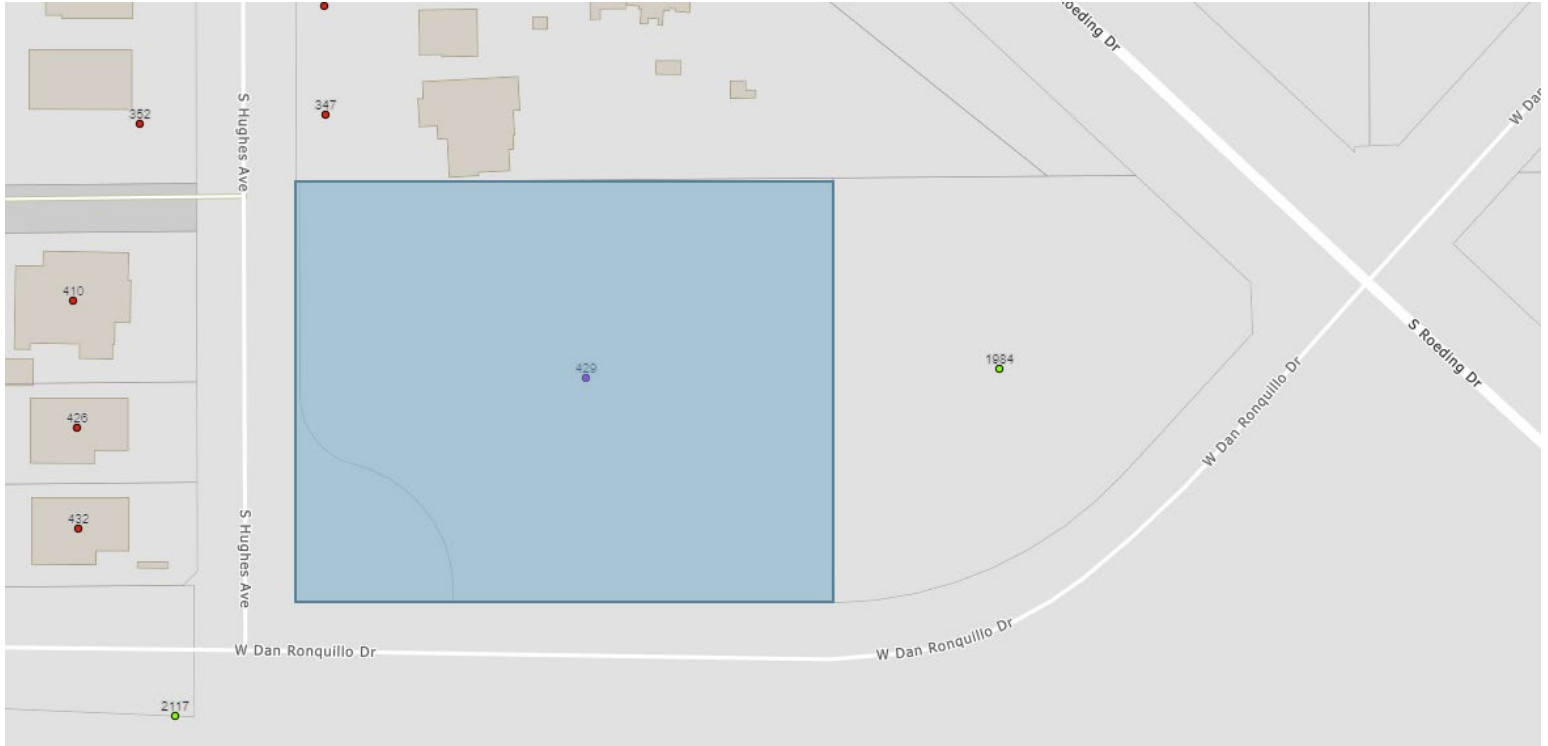 Roeding Dr
W Dan
S Hughes Ave
352
347
410
429
1984
S Roeding Dr
426
W Dan Ronquillo Dr
432
S Hughes Ave
W Dan Ronquillo Dr
W Dan Ronquillo Dr
2117